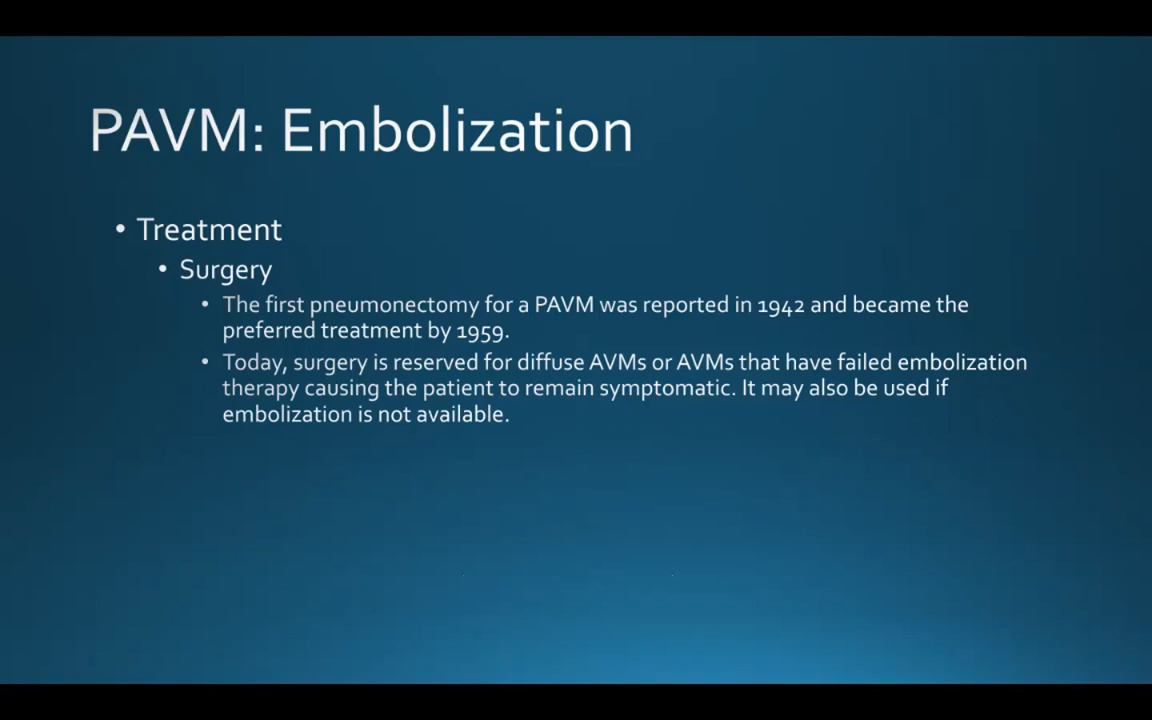 PAVM: Embolization
• Treatment
• Surgery
• The first pneumonectomy for a PAVM was reported in 1942 and became the
preferred treatment by 1959.
• Today, surgery is reserved for diffuse AVMs or AVMs that have failed embolization
therapy causing the patient to remain symptomatic. It may also be used if
embolization is not available.